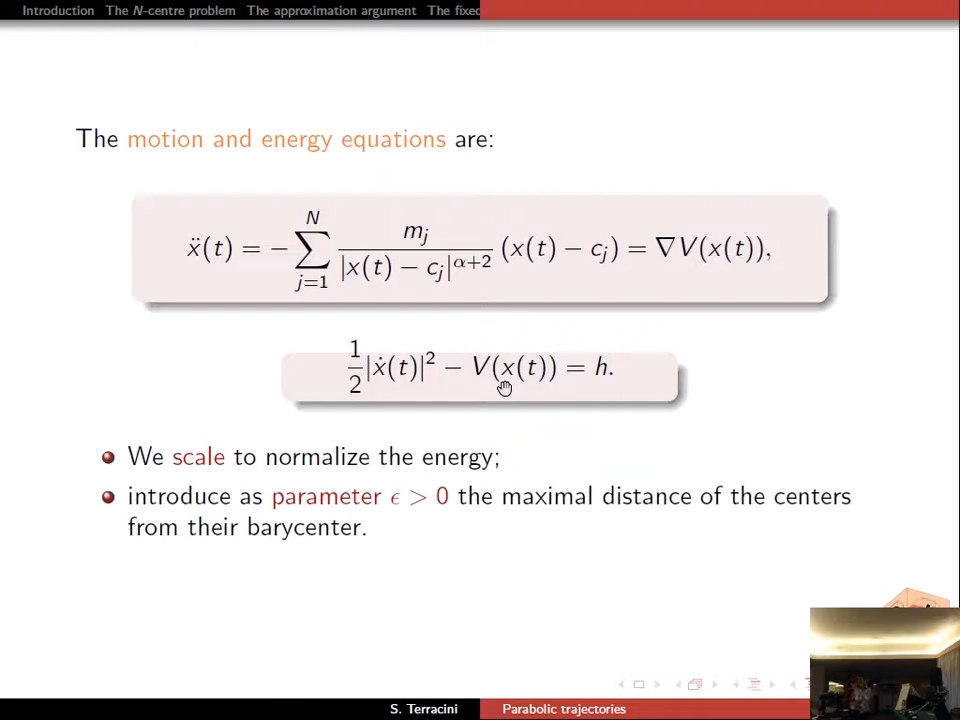 Introduction The N-centre problem The approximation argument The fixed
The motion and energy equations are:
ẍ(t) = − ∑_{j=1}^{N} \frac{m_j}{|x(t) − c_j|^{α+2}} (x(t) − c_j) = ∇V(x(t)),
\frac{1}{2}|ẋ(t)|^2 − V(x(t)) = h.
We scale to normalize the energy;
introduce as parameter ϵ > 0 the maximal distance of the centers
from their barycenter.
S. Terracini Parabolic trajectories